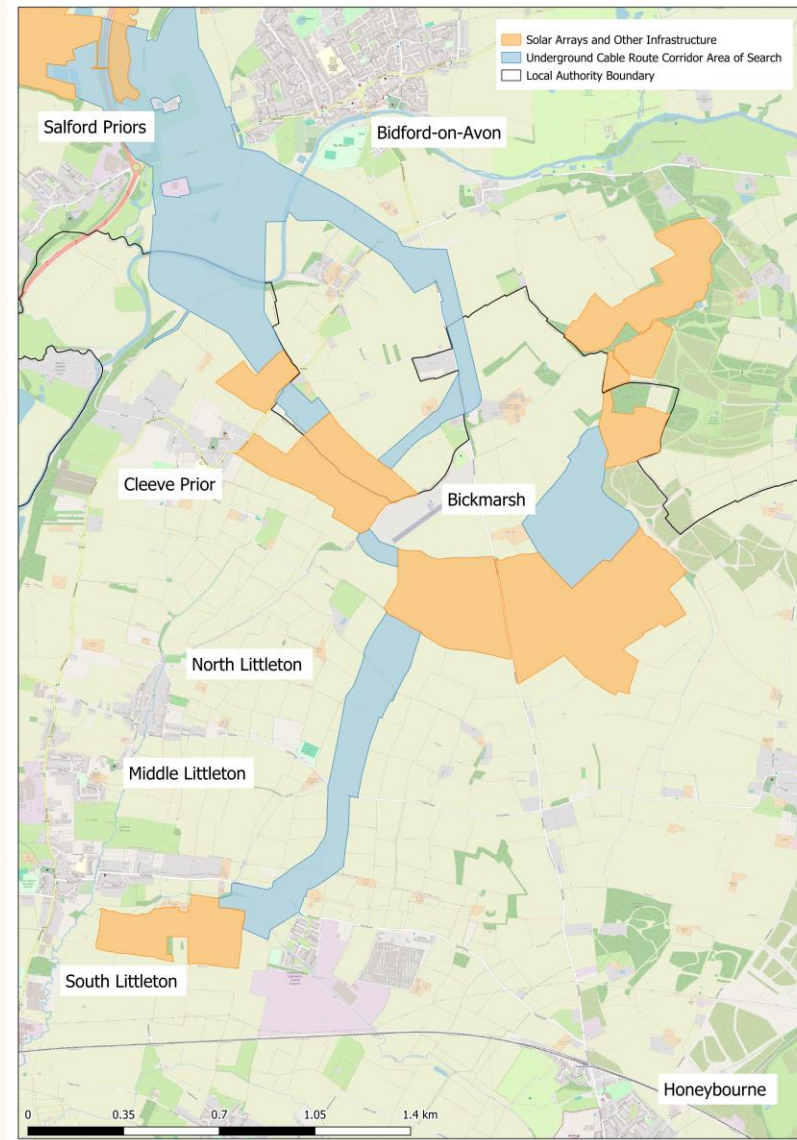 Solar Arrays and Other Infrastructure
Underground Cable Route Corridor Area of Search
Local Authority Boundary
Salford Priors
Bidford-on-Avon
Cleeve Prior
Bickmarsh
North Littleton
Middle Littleton
South Littleton
Honeybourne
0 0.35 0.7 1.05 1.4 km